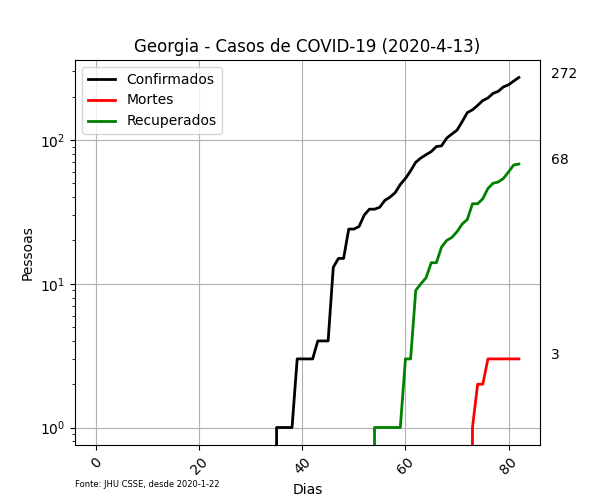 Georgia - Casos de COVID-19 (2020-4-13)
Confirmados
Mortes
Recuperados
272
68
3
Pessoas
10²
10¹
10⁰
0
20
40
60
80
Dias
Fonte: JHU CSSE, desde 2020-1-22